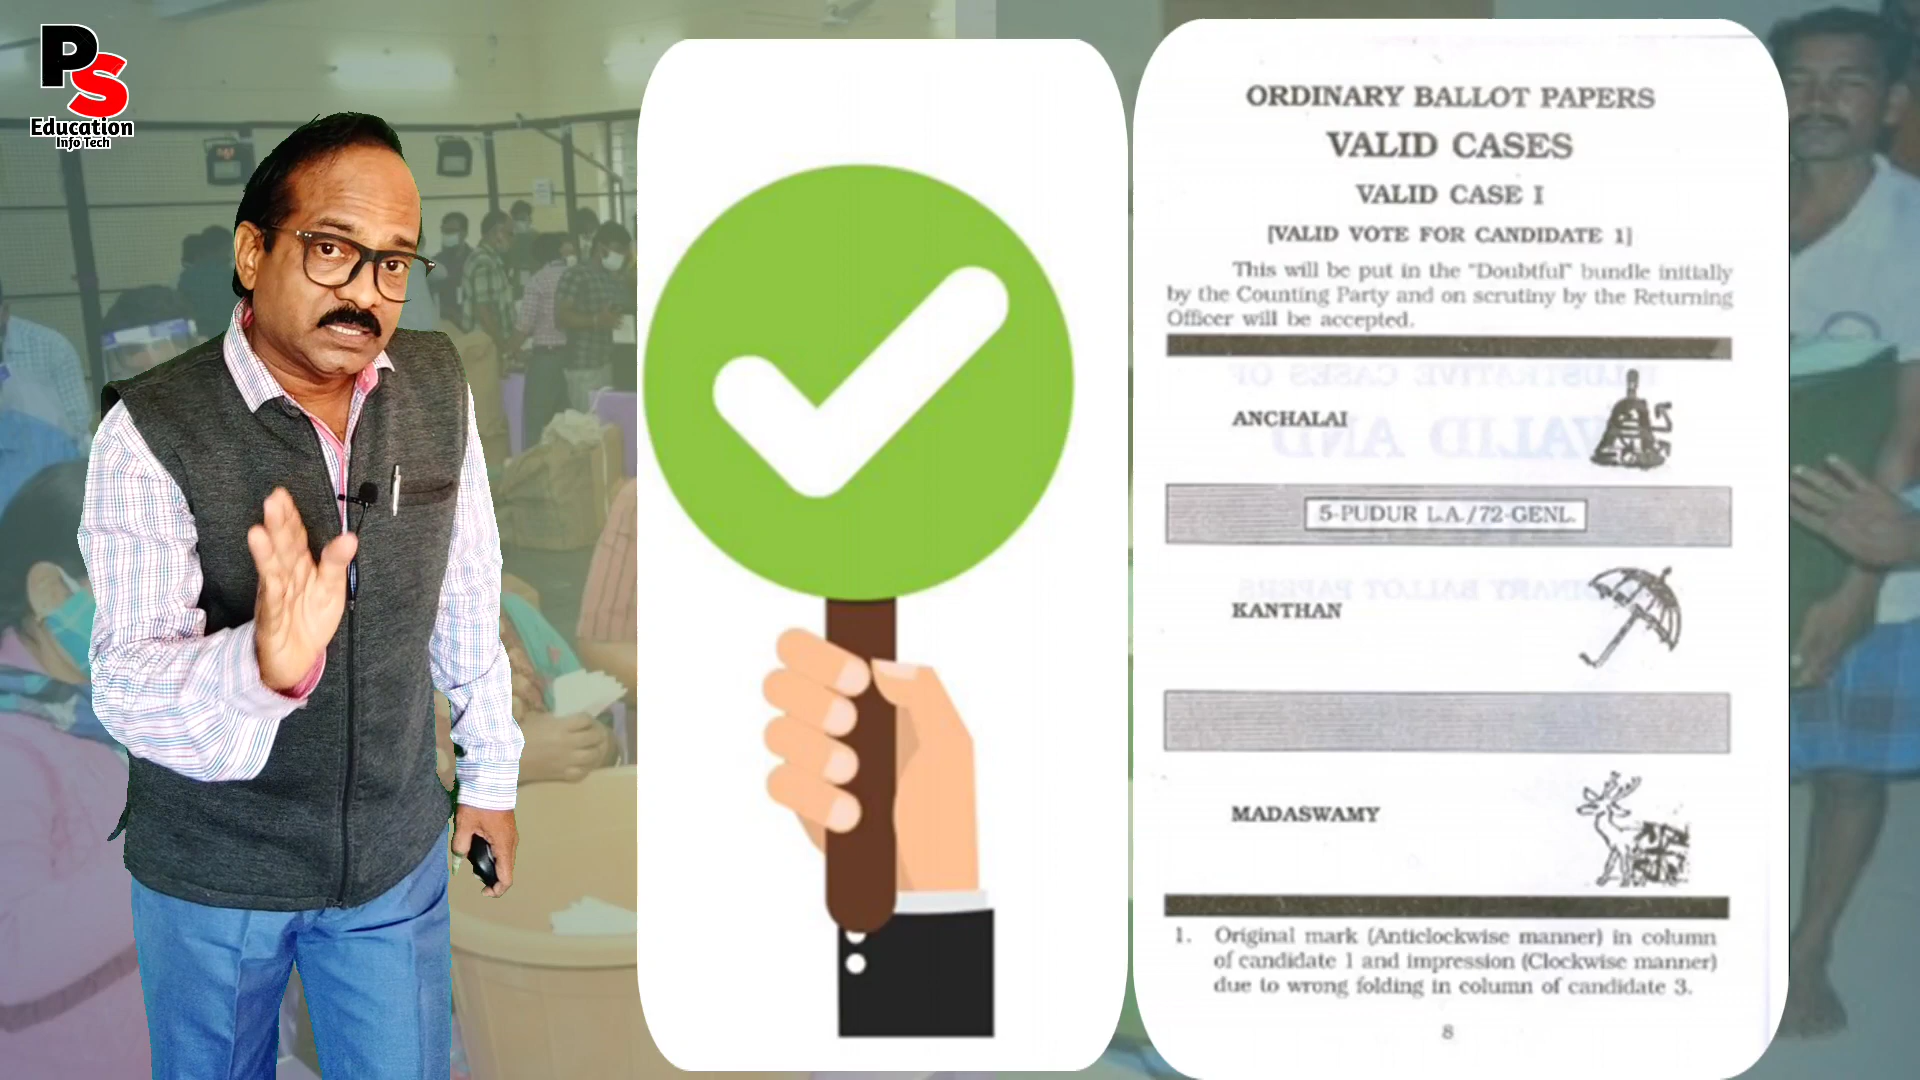 PS
Education
Info Tech
ORDINARY BALLOT PAPERS
VALID CASES
VALID CASE I
[VALID VOTE FOR CANDIDATE 1]
This will be put in the "Doubtful" bundle initially
by the Counting Party and on scrutiny by the Returning
Officer will be accepted.
ANCHALAI
5-PUDUR L.A./72-GENL.
KANTHAN
MADASWAMY
1. Original mark (Anticlockwise manner) in column
of candidate 1 and impression (Clockwise manner)
due to wrong folding in column of candidate 3.
8